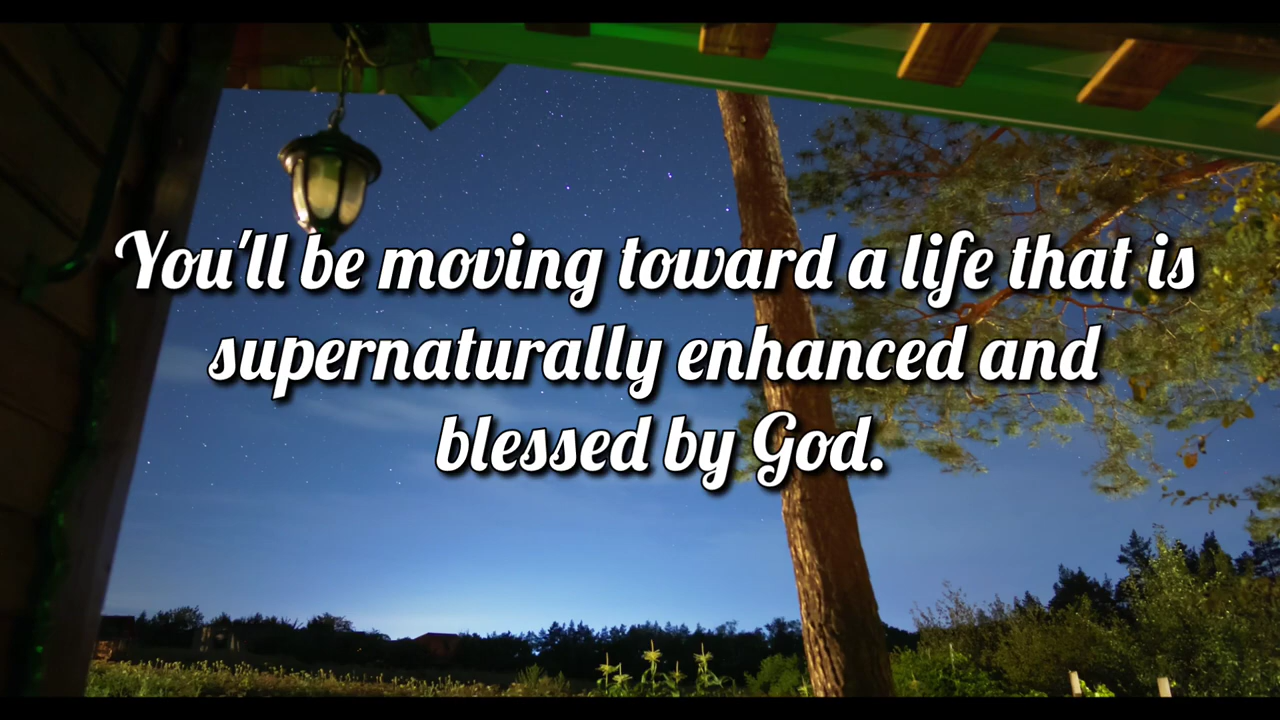 You'll be moving toward a life that is
supernaturally enhanced and
blessed by God.